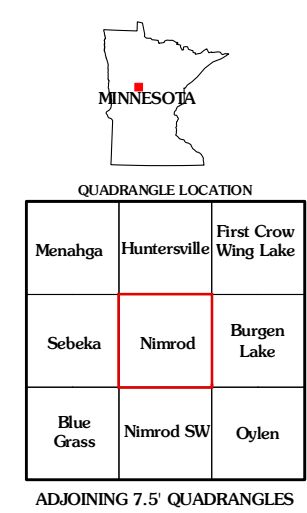 MINNESOTA
QUADRANGLE LOCATION
Menahga
Huntersville
First Crow
Wing Lake
Sebeka
Nimrod
Burgen
Lake
Blue
Grass
Nimrod SW
Oylen
ADJOINING 7.5' QUADRANGLES